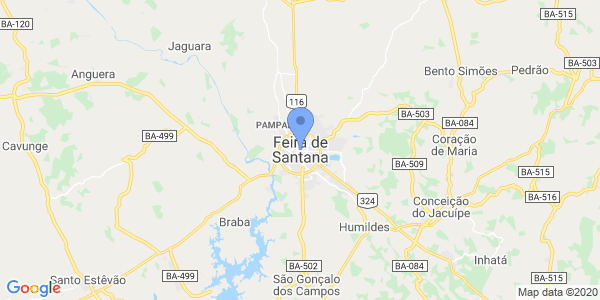 BA-515
BA-120
Jaguara
BA-503
Anguera
Bento Simões
Pedrão
116
BA-503
PAMPAL
BA-084
BA-499
Feira de
Santana
Coração
de Maria
Cavunge
BA-509
BA-515
BA-516
324
Conceição
do Jacuípe
Braba
Humildes
Inhatá
BA-502
BA-084
BA-499
Santo Estêvão
São Gonçalo
dos Campos
BA-515
Google
Map data ©2020